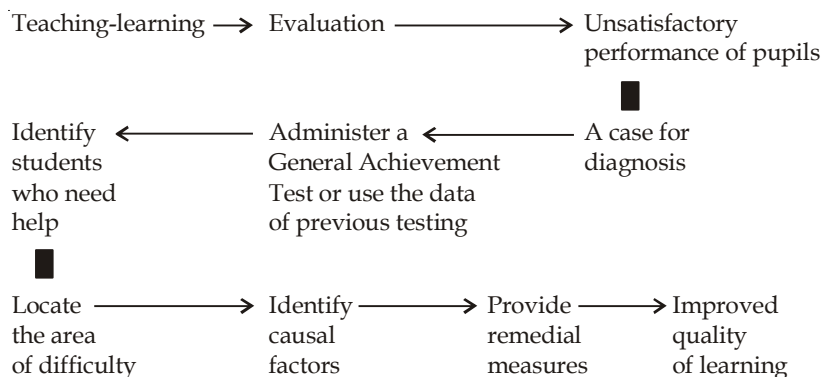 Teaching-learning → Evaluation → Unsatisfactory
performance of pupils
Identify ← Administer a ← A case for
students General Achievement diagnosis
who need Test or use the data
help of previous testing
Locate → Identify → Provide → Improved
the area causal remedial quality
of difficulty factors measures of learning